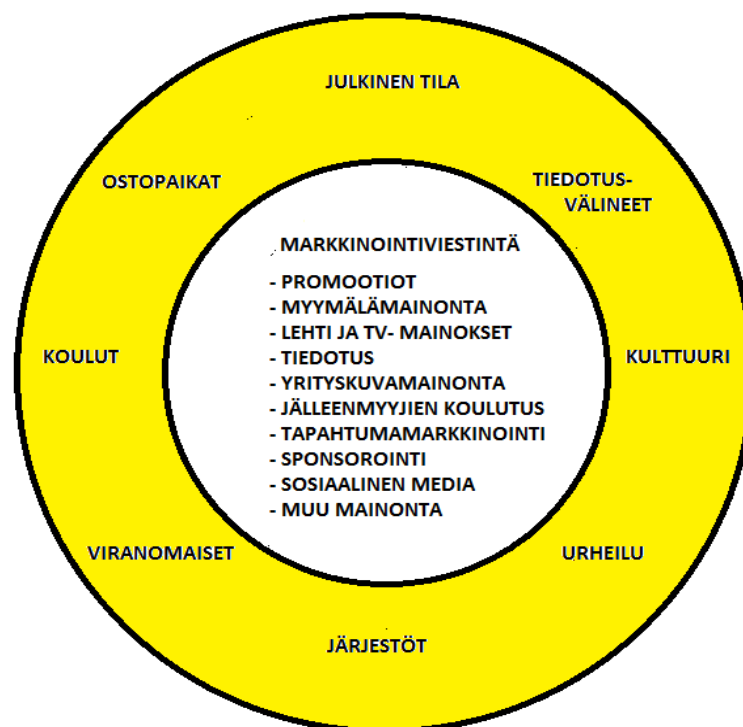 JULKINEN TILA
OSTOPAIKAT
TIEDOTUS-
VÄLINEET
MARKKINOINTIVIESTINTÄ
- PROMOOTIOT
- MYYMÄLÄMAINONTA
- LEHTI JA TV- MAINOKSET
- TIEDOTUS
- YRITYSKUVAMAINONTA
- JÄLLEENMYYJIEN KOULUTUS
- TAPAHTUMAMARKKINOINTI
- SPONSOROINTI
- SOSIAALINEN MEDIA
- MUU MAINONTA
KOULUT
KULTTUURI
VIRANOMAISET
URHEILU
JÄRJESTÖT